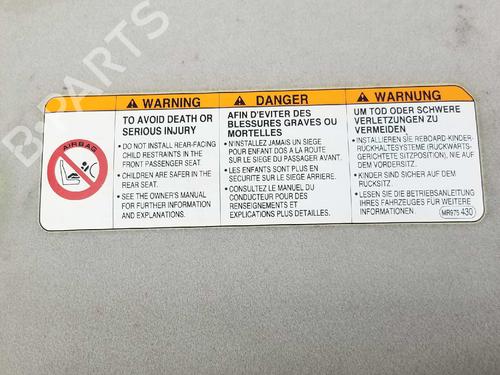 B-PARTS
AIRBAG
WARNING
TO AVOID DEATH OR
SERIOUS INJURY
• DO NOT INSTALL REAR-FACING
CHILD RESTRAINTS IN THE
FRONT PASSENGER SEAT.
• CHILDREN ARE SAFER IN THE
REAR SEAT.
• SEE THE OWNER'S MANUAL
FOR FURTHER INFORMATION
AND EXPLANATIONS.
DANGER
AFIN D'EVITER DES
BLESSURES GRAVES OU
MORTELLES
• N'INSTALLEZ JAMAIS UN SIEGE
POUR ENFANT DOS A LA ROUTE
SUR LE SIEGE DU PASSAGER AVANT.
• LES ENFANTS SONT PLUS EN
SECURITE SUR LE SIEGE ARRIERE.
• CONSULTEZ LE MANUEL DU
CONDUCTEUR POUR DES
RENSEIGNEMENTS ET
EXPLICATIONS PLUS DETAILLES.
WARNUNG
UM TOD ODER SCHWERE
VERLETZUNGEN ZU
VERMEIDEN
• INSTALLIEREN SIE REBOARD-KINDER-
RÜCKHALTESYSTEME (RÜCKWÄRTS-
GERICHTETE SITZPOSITION), NIE AUF
DEM VORDERSITZ.
• KINDER SIND SICHER AUF DEM
RÜCKSITZ.
• LESEN SIE DIE BETRIEBSANLEITUNG
IHRES FAHRZEUGES FÜR WEITERE
INFORMATIONEN.
MR975 430